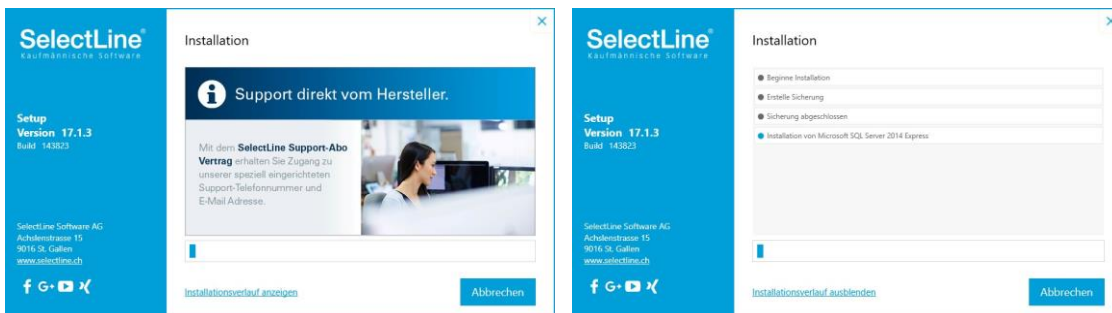 SelectLine®
Kaufmännische Software
Setup
Version 17.1.3
Build 143823
SelectLine Software AG
Achslenstrasse 15
9016 St. Gallen
www.selectline.ch
Installation
Support direkt vom Hersteller.
Mit dem SelectLine Support-Abo
Vertrag erhalten Sie Zugang zu
unserer speziell eingerichteten
Support-Telefonnummer und
E-Mail Adresse.
Installationsverlauf anzeigen
Abbrechen
SelectLine®
Kaufmännische Software
Setup
Version 17.1.3
Build 143823
SelectLine Software AG
Achslenstrasse 15
9016 St. Gallen
www.selectline.ch
Installation
Beginne Installation
Erstelle Sicherung
Sicherung abgeschlossen
Installation von Microsoft SQL Server 2014 Express
Installationsverlauf ausblenden
Abbrechen